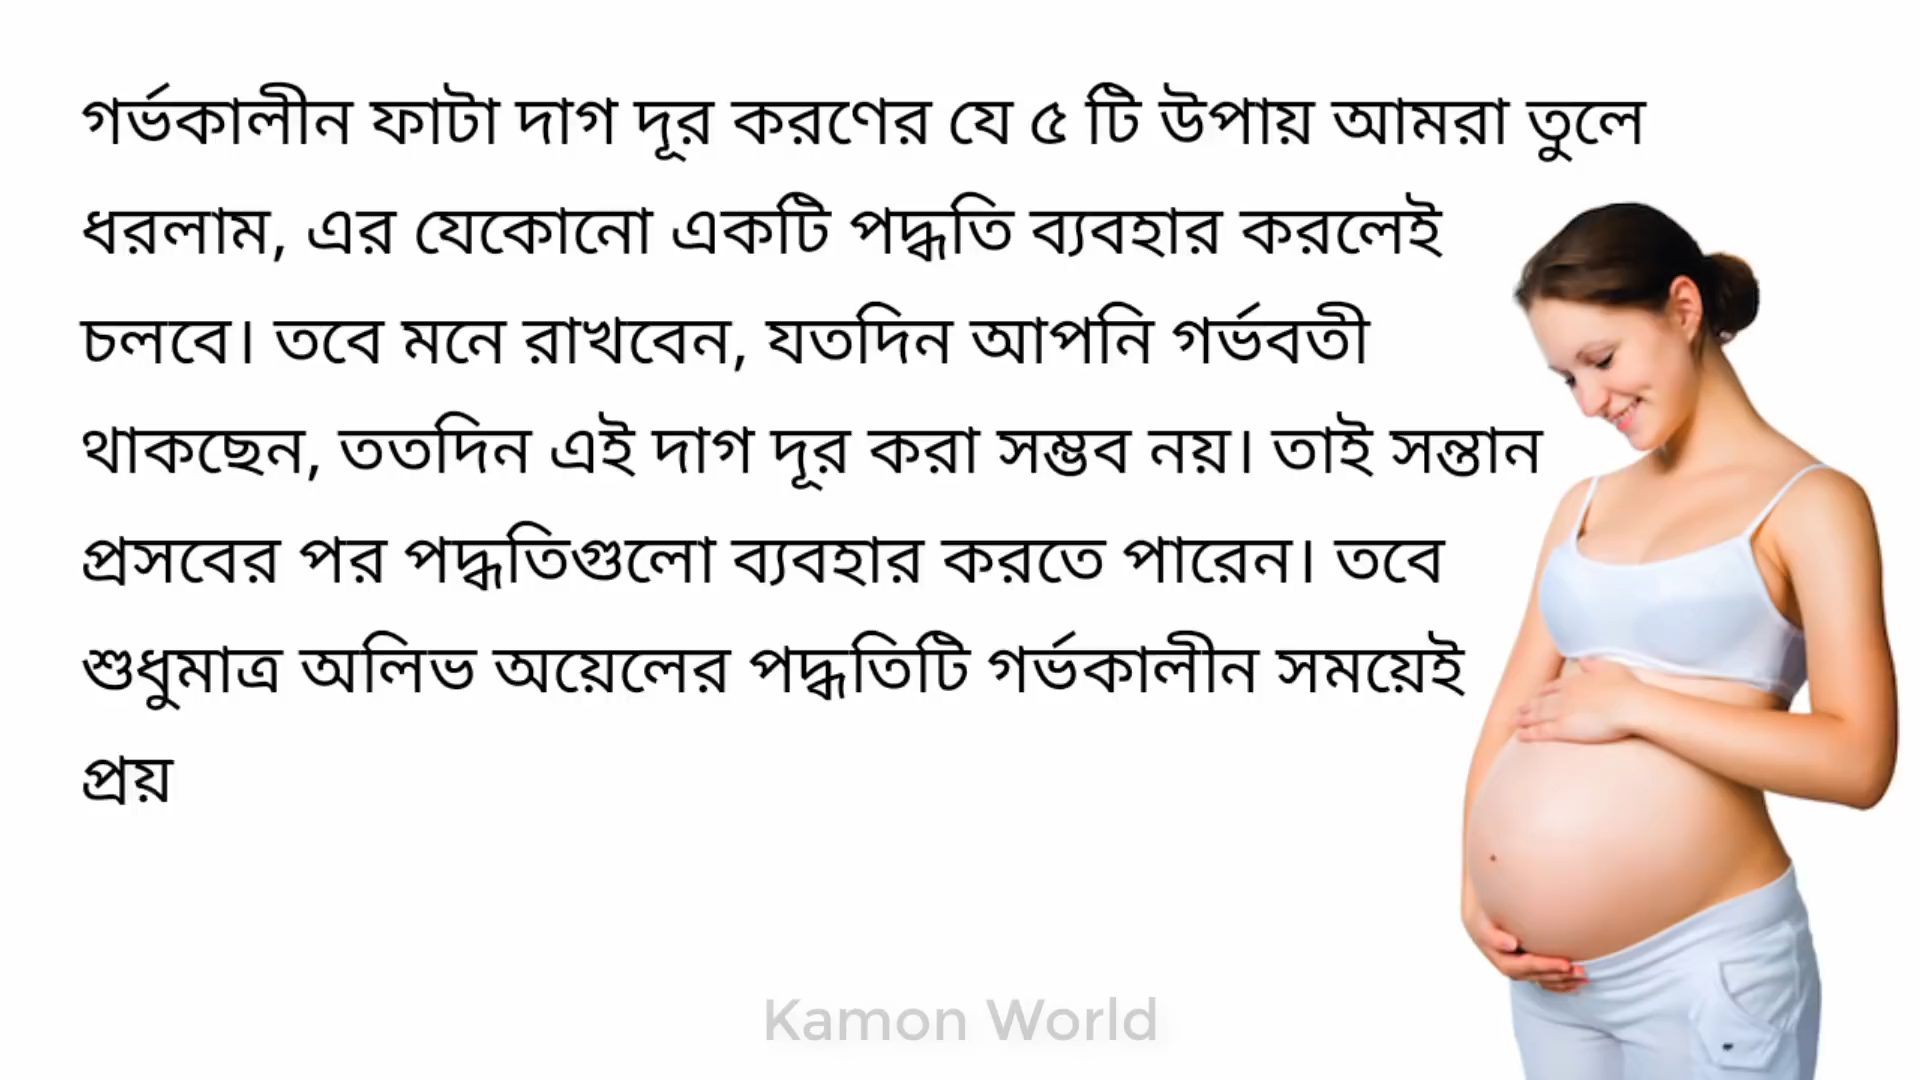 গর্ভকালীন ফাটা দাগ দূর করণের যে ৫ টি উপায় আমরা তুলে
ধরলাম, এর যেকোনো একটি পদ্ধতি ব্যবহার করলেই
চলবে। তবে মনে রাখবেন, যতদিন আপনি গর্ভবতী
থাকছেন, ততদিন এই দাগ দূর করা সম্ভব নয়। তাই সন্তান
প্রসবের পর পদ্ধতিগুলো ব্যবহার করতে পারেন। তবে
শুধুমাত্র অলিভ অয়েলের পদ্ধতিটি গর্ভকালীন সময়েই
প্রয়
Kamon World